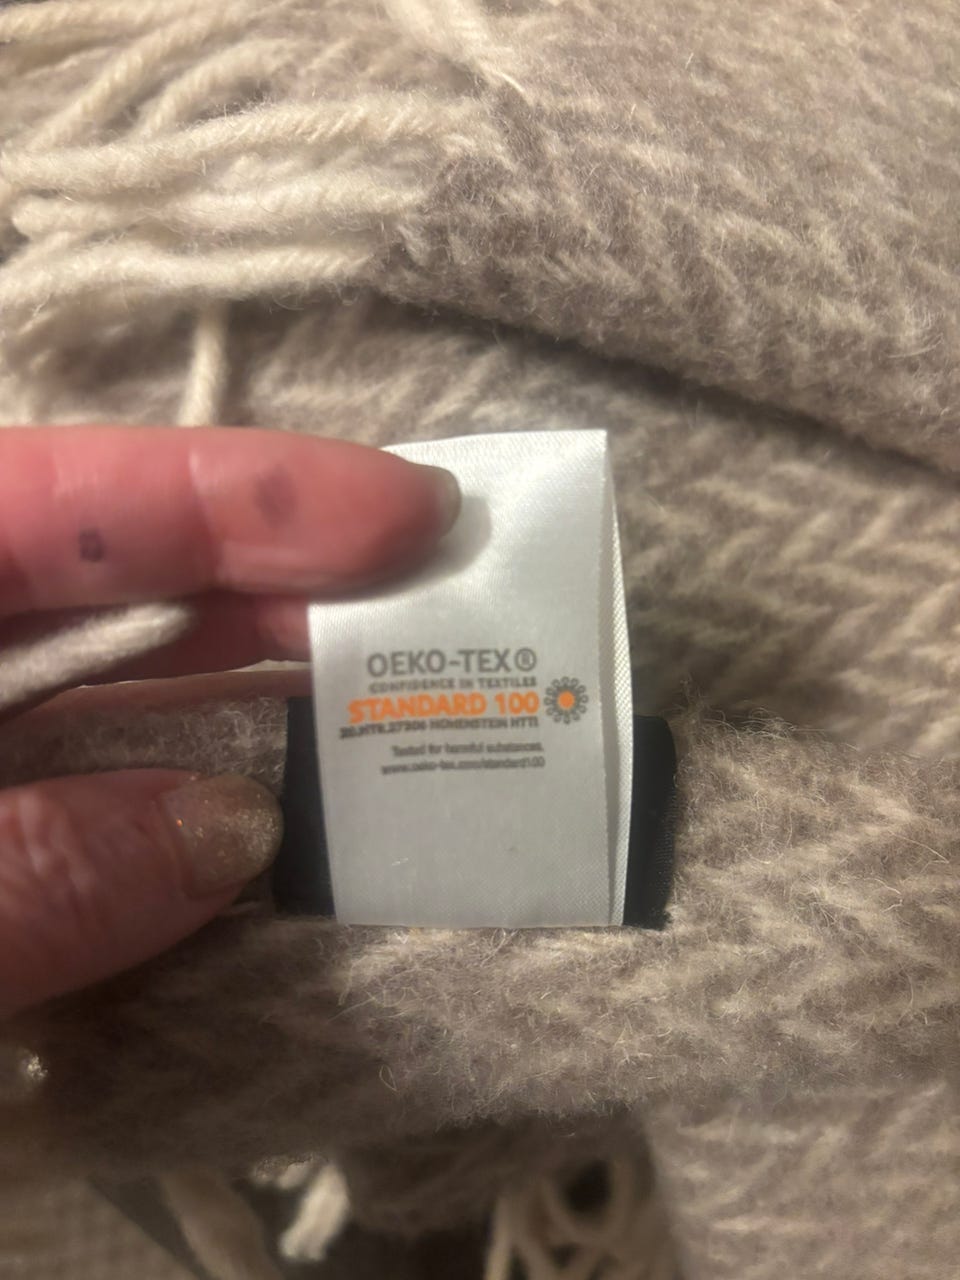 OEKO-TEX®
CONFIDENCE IN TEXTILES
STANDARD 100
HOHENSTEIN HTTI
Tested for harmful substances.
www.oeko-tex.com/standard100